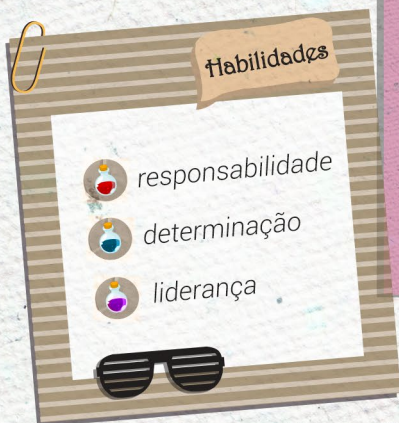 Habilidades
responsabilidade
determinação
liderança